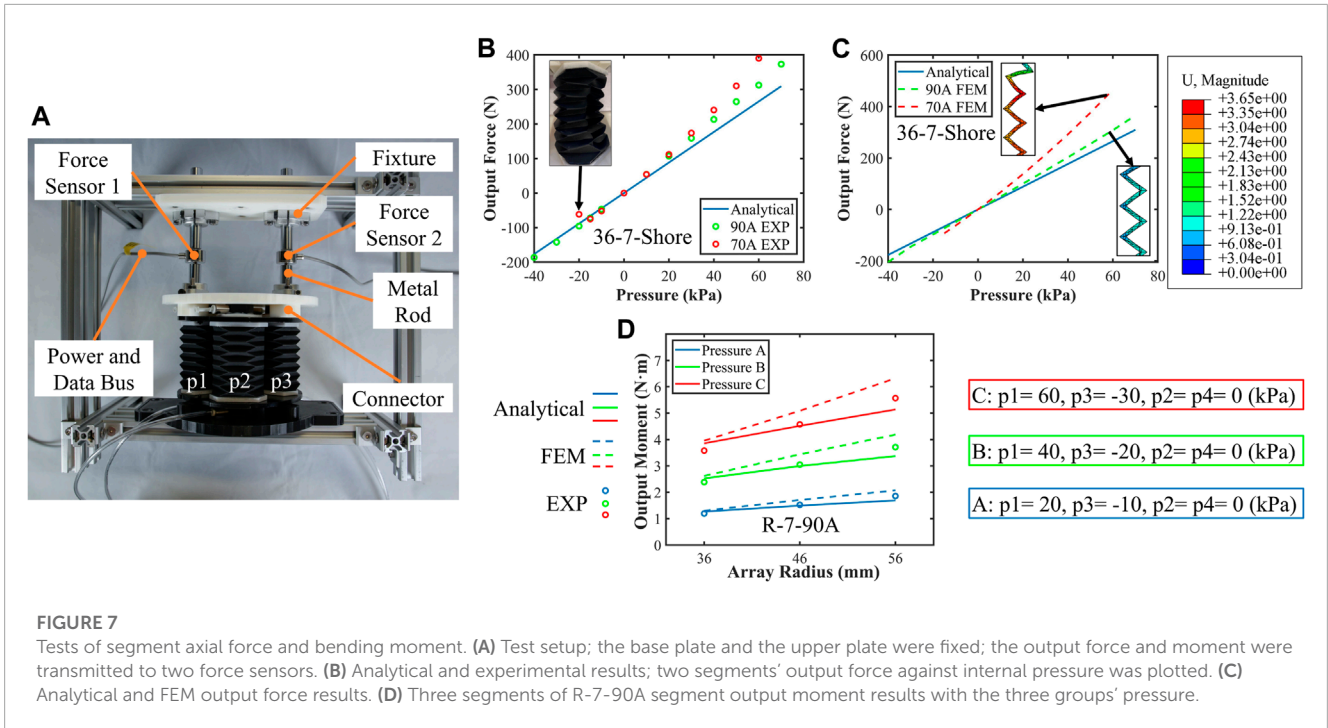 A
Force
Sensor 1
Fixture
Force
Sensor 2
Metal
Rod
Power and
Data Bus
p1
p2
p3
Connector
B
Output Force (N)
400
300
200
100
0
-100
-200
36-7-Shore
Analytical
90A EXP
70A EXP
-40
-20
0
20
40
60
80
Pressure (kPa)
C
Output Force (N)
600
400
200
0
-200
Analytical
90A FEM
70A FEM
36-7-Shore
-40
-20
0
20
40
60
80
Pressure (kPa)
U, Magnitude
+3.65e+00
+3.35e+00
+3.04e+00
+2.74e+00
+2.43e+00
+2.13e+00
+1.83e+00
+1.52e+00
+1.22e+00
+9.13e-01
+6.08e-01
+3.04e-01
+0.00e+00
D
Analytical
FEM
EXP
Output Moment (N·m)
7
6
5
4
3
2
1
0
Pressure A
Pressure B
Pressure C
R-7-90A
36
46
56
Array Radius (mm)
C: p1= 60, p3= -30, p2= p4= 0 (kPa)
B: p1= 40, p3= -20, p2= p4= 0 (kPa)
A: p1= 20, p3= -10, p2= p4= 0 (kPa)
FIGURE 7
Tests of segment axial force and bending moment. (A) Test setup; the base plate and the upper plate were fixed; the output force and moment were
transmitted to two force sensors. (B) Analytical and experimental results; two segments' output force against internal pressure was plotted. (C)
Analytical and FEM output force results. (D) Three segments of R-7-90A segment output moment results with the three groups' pressure.